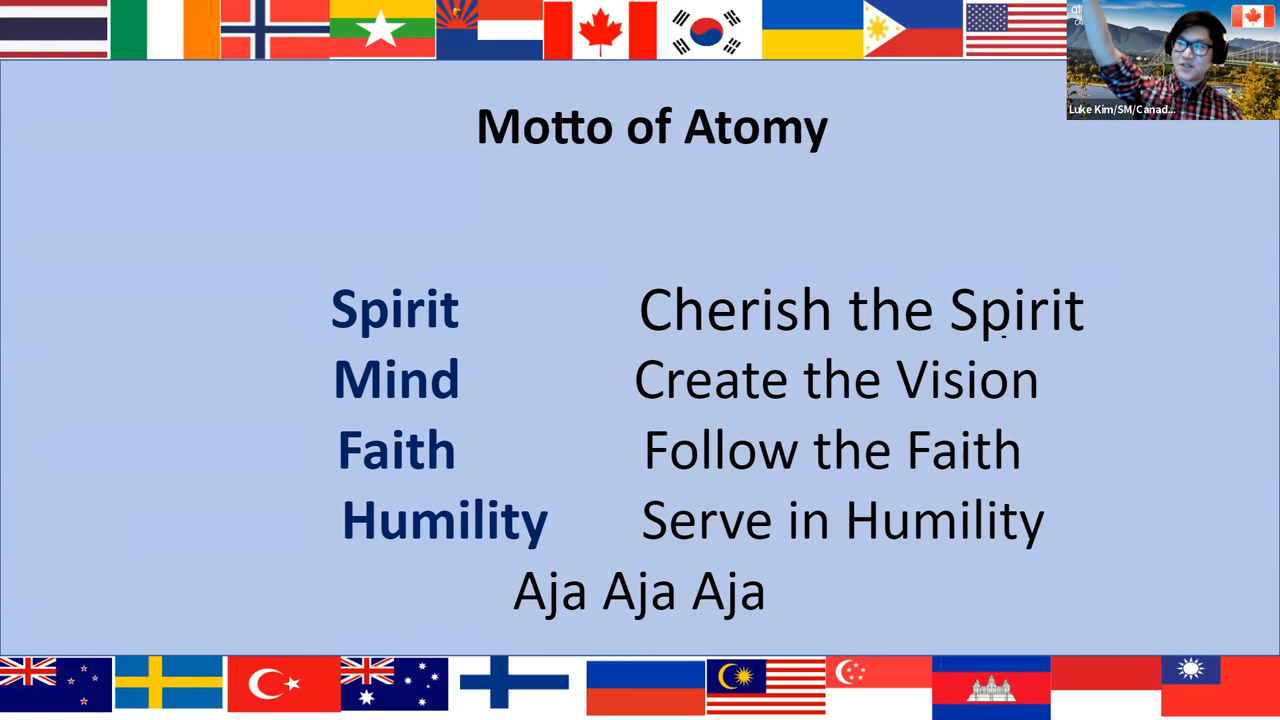 Motto of Atomy
Luke Kim/SM/Canad...
Spirit Cherish the Spirit
Mind Create the Vision
Faith Follow the Faith
Humility Serve in Humility
Aja Aja Aja